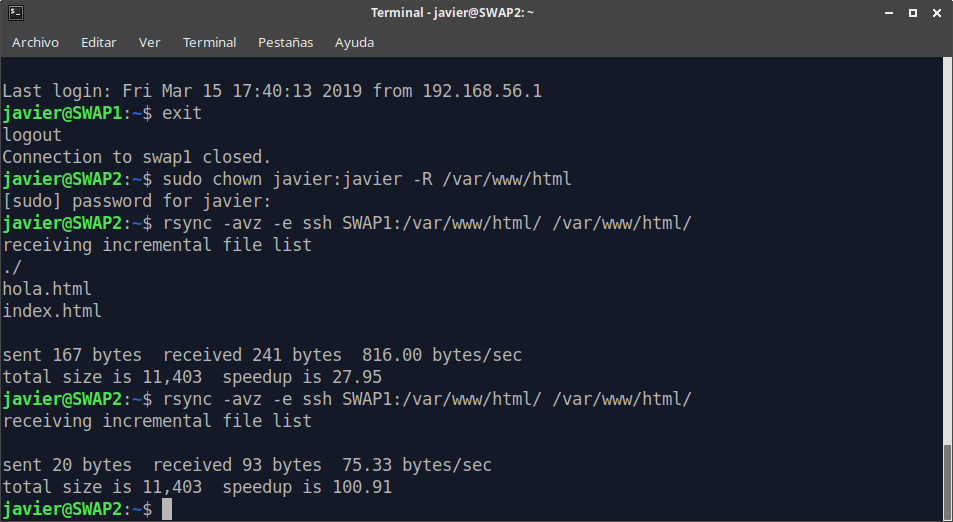 Terminal - javier@SWAP2: ~
Archivo Editar Ver Terminal Pestañas Ayuda
Last login: Fri Mar 15 17:40:13 2019 from 192.168.56.1
javier@SWAP1:~$ exit
logout
Connection to swap1 closed.
javier@SWAP2:~$ sudo chown javier:javier -R /var/www/html
[sudo] password for javier:
javier@SWAP2:~$ rsync -avz -e ssh SWAP1:/var/www/html/ /var/www/html/
receiving incremental file list
./
hola.html
index.html
sent 167 bytes  received 241 bytes  816.00 bytes/sec
total size is 11,403  speedup is 27.95
javier@SWAP2:~$ rsync -avz -e ssh SWAP1:/var/www/html/ /var/www/html/
receiving incremental file list
sent 20 bytes  received 93 bytes  75.33 bytes/sec
total size is 11,403  speedup is 100.91
javier@SWAP2:~$